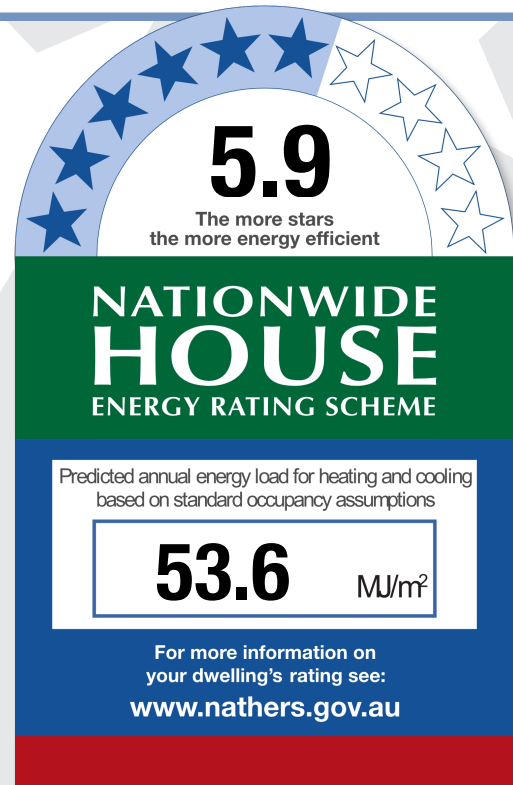 5.9
The more stars
the more energy efficient
NATIONWIDE
HOUSE
ENERGY RATING SCHEME
Predicted annual energy load for heating and cooling
based on standard occupancy assumptions
53.6 MJ/m²
For more information on
your dwelling's rating see:
www.nathers.gov.au